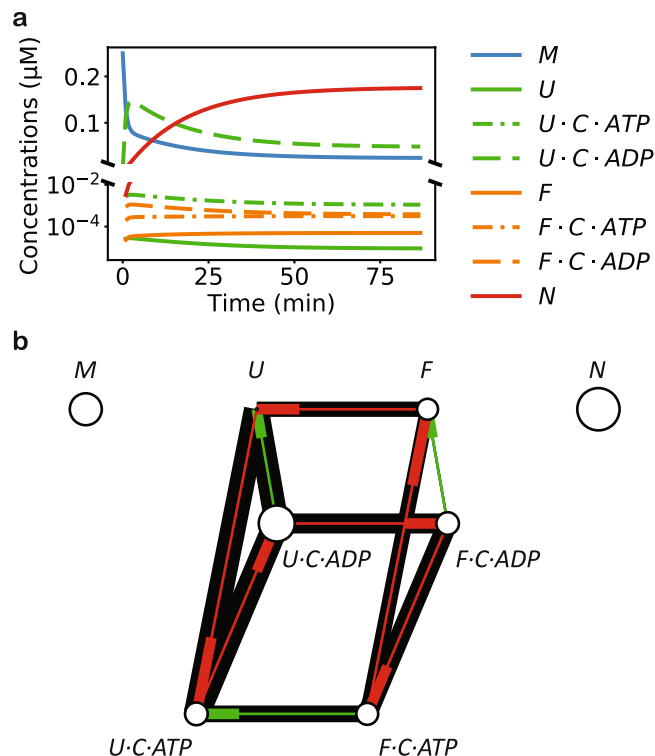 a
Concentrations (μM)
0.2
0.1
10⁻²
10⁻⁴
0
25
50
75
Time (min)
M
U
U · C · ATP
U · C · ADP
F
F · C · ATP
F · C · ADP
N
b
M
U
F
N
U·C·ADP
F·C·ADP
U·C·ATP
F·C·ATP